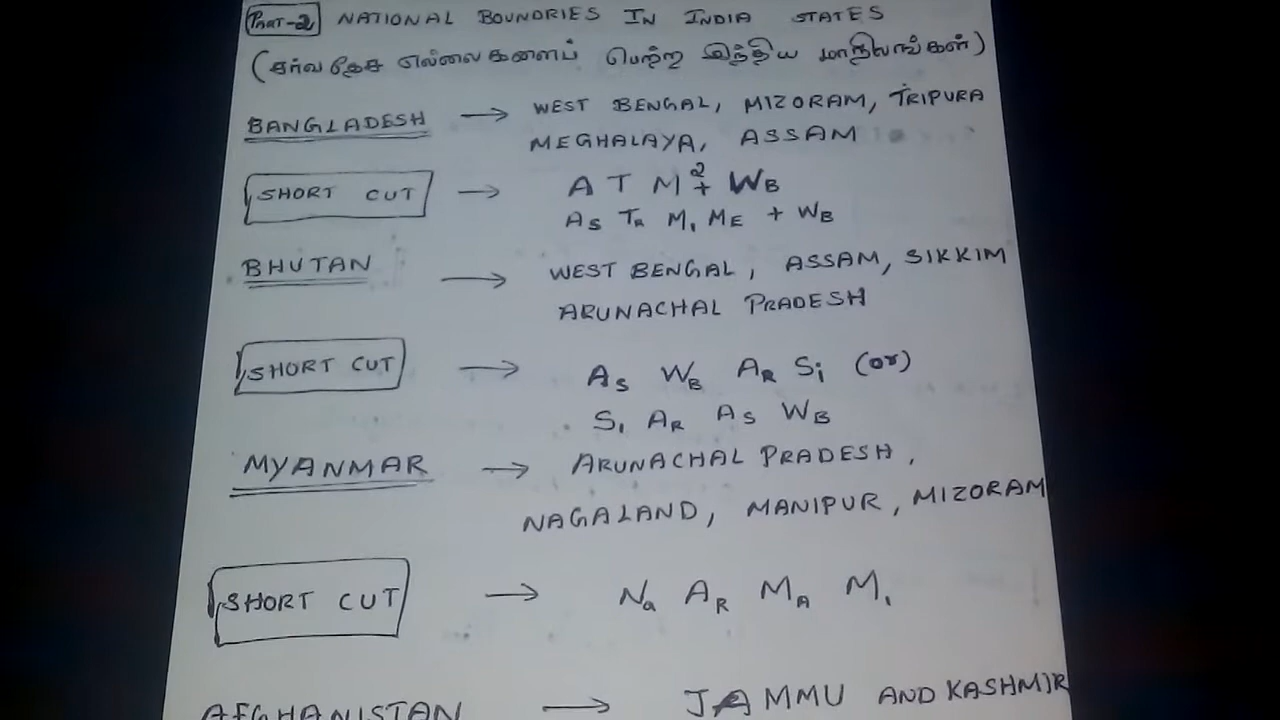 PART-2 NATIONAL BOUNDRIES IN INDIA STATES
(சர்வதேச எல்லைகளைப் பெற்ற இந்திய மாநிலங்கள்)
BANGLADESH → WEST BENGAL, MIZORAM, TRIPURA
MEGHALAYA, ASSAM
SHORT CUT → A T M² + WB
AS TR MI ME + WB
BHUTAN → WEST BENGAL, ASSAM, SIKKIM
ARUNACHAL PRADESH
SHORT CUT → AS WB AR Si (or)
SI AR AS WB
MYANMAR → ARUNACHAL PRADESH,
NAGALAND, MANIPUR, MIZORAM
SHORT CUT → Na AR MA MI
AFGHANISTAN → JAMMU AND KASHMIR